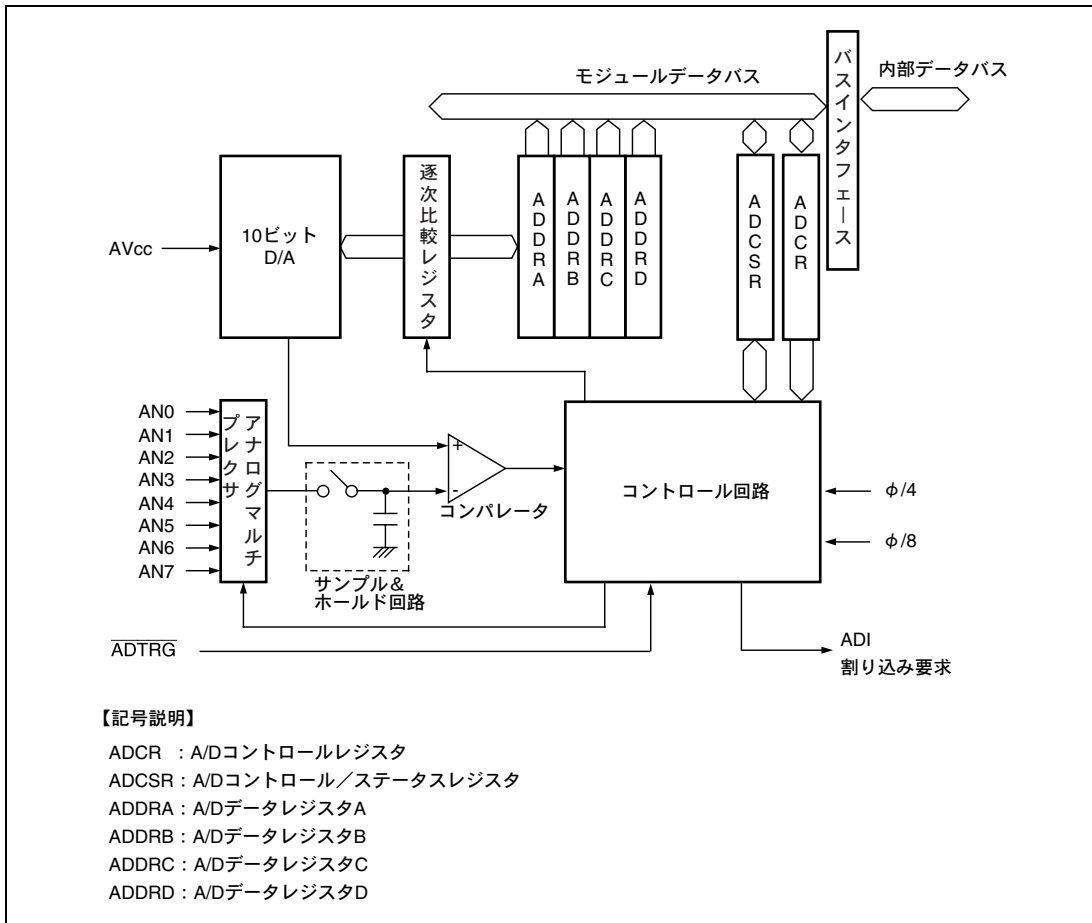 モジュールデータバス
内部データバス
バスインタフェース
AVcc
10ビット
D/A
逐次比較レジスタ
ADDRA
ADDRB
ADDRC
ADDRD
ADCSR
ADCR
AN0
AN1
AN2
AN3
AN4
AN5
AN6
AN7
アナログマルチ
プレクサ
+
-
コンパレータ
サンプル&
ホールド回路
コントロール回路
φ/4
φ/8
ADTRG
ADI
割り込み要求
【記号説明】
ADCR :A/Dコントロールレジスタ
ADCSR:A/Dコントロール/ステータスレジスタ
ADDRA:A/DデータレジスタA
ADDRB:A/DデータレジスタB
ADDRC:A/DデータレジスタC
ADDRD:A/DデータレジスタD